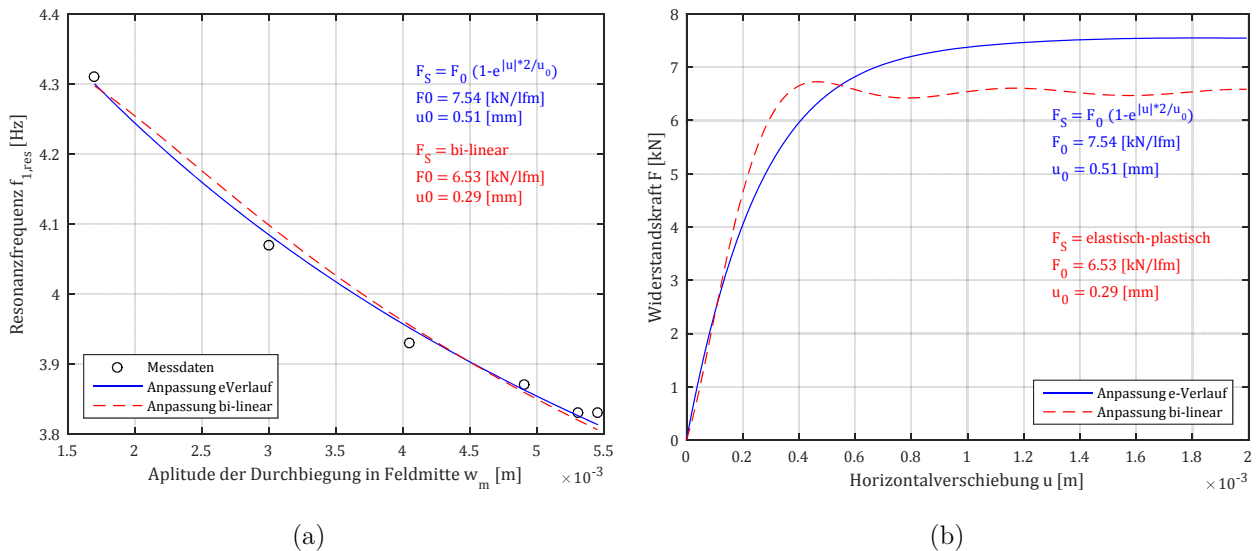 4.4
4.3
4.2
4.1
4
3.9
3.8
Resonanzfrequenz f1,res [Hz]
FS = F0 (1-e|u|*2/u0)
F0 = 7.54 [kN/lfm]
u0 = 0.51 [mm]
FS = bi-linear
F0 = 6.53 [kN/lfm]
u0 = 0.29 [mm]
Messdaten
Anpassung eVerlauf
Anpassung bi-linear
1.5 2 2.5 3 3.5 4 4.5 5 5.5
Aplitude der Durchbiegung in Feldmitte wm [m]
×10-3
(a)
9
8
7
6
5
4
3
2
1
0
Widerstandskraft F [kN]
FS = F0 (1-e|u|*2/u0)
F0 = 7.54 [kN/lfm]
u0 = 0.51 [mm]
FS = elastisch-plastisch
F0 = 6.53 [kN/lfm]
u0 = 0.29 [mm]
Anpassung e-Verlauf
Anpassung bi-linear
0 0.2 0.4 0.6 0.8 1 1.2 1.4 1.6 1.8 2
Horizontalverschiebung u [m]
×10-3
(b)